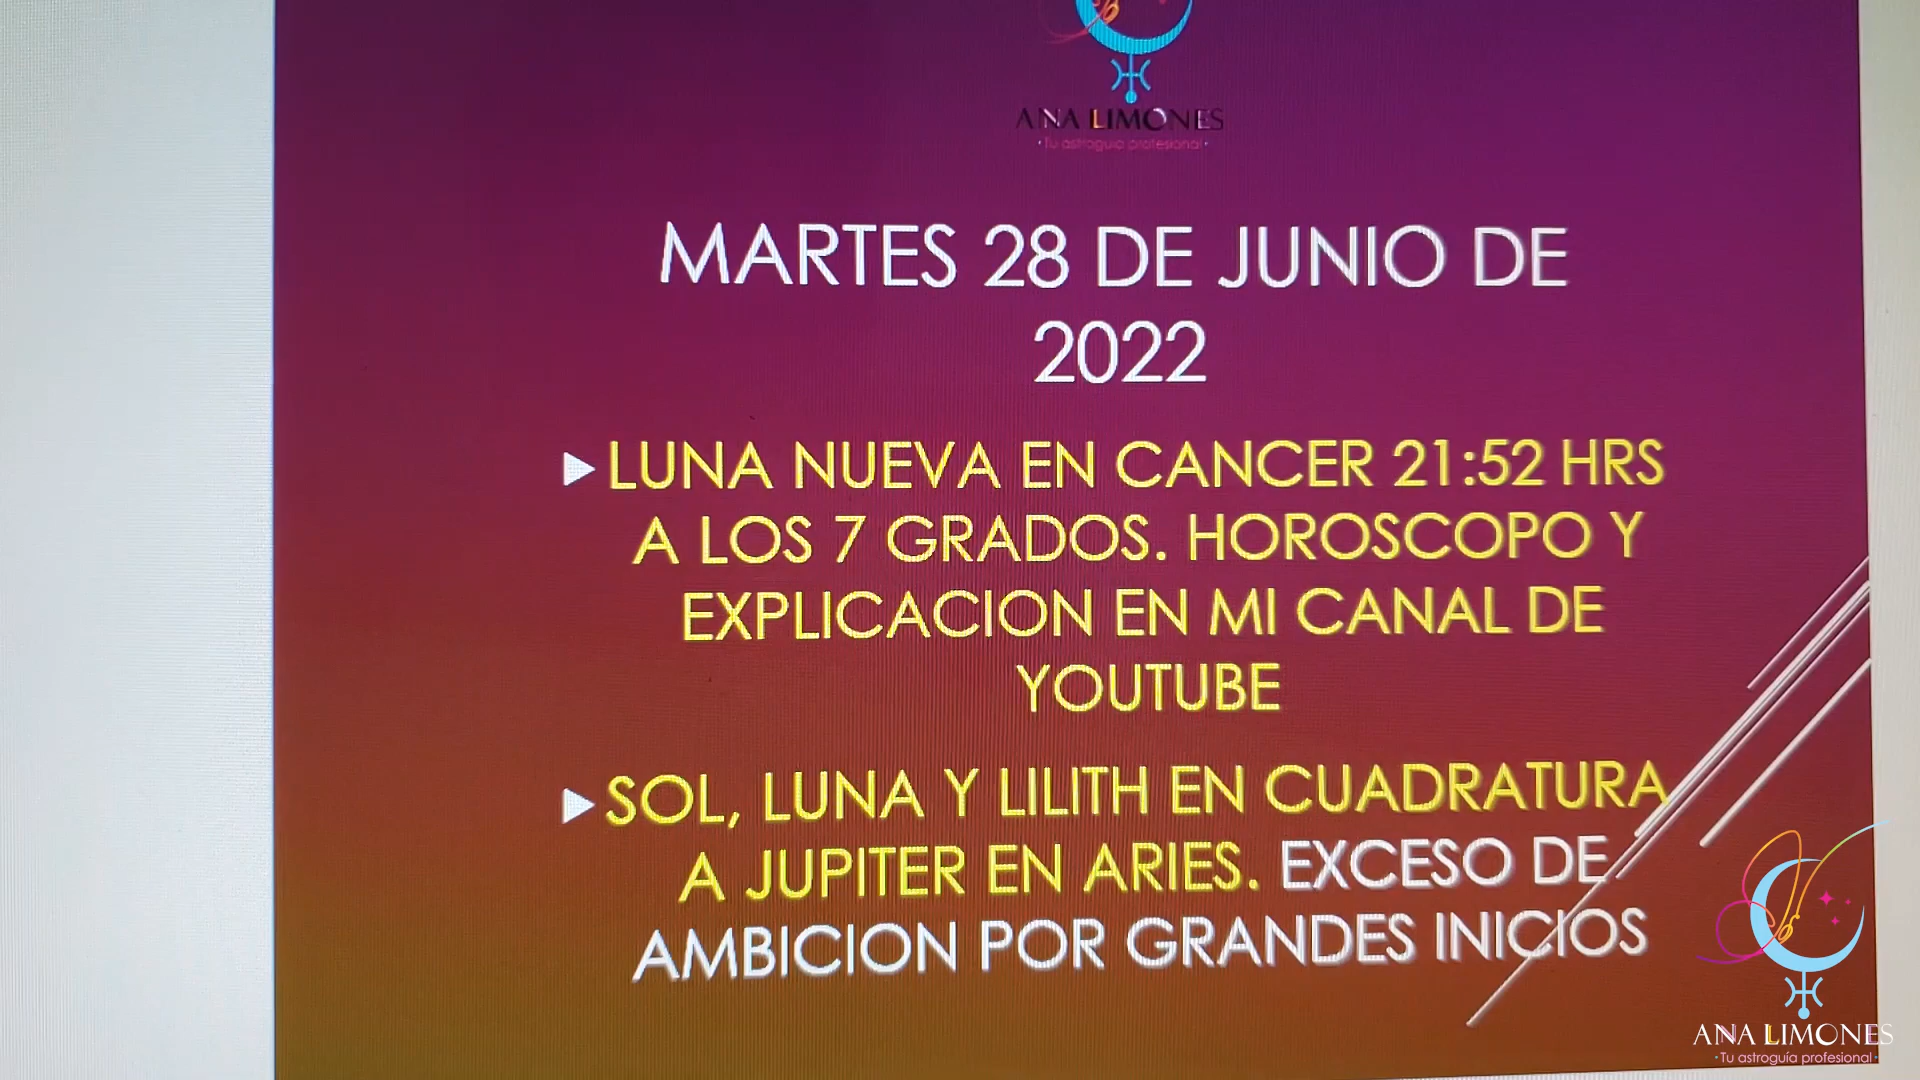 ANA LIMONES
·Tu astroguía profesional·
MARTES 28 DE JUNIO DE
2022
LUNA NUEVA EN CANCER 21:52 HRS
A LOS 7 GRADOS. HOROSCOPO Y
EXPLICACION EN MI CANAL DE
YOUTUBE
SOL, LUNA Y LILITH EN CUADRATURA
A JUPITER EN ARIES. EXCESO DE
AMBICION POR GRANDES INICIOS
ANA LIMONES
·Tu astroguía profesional·